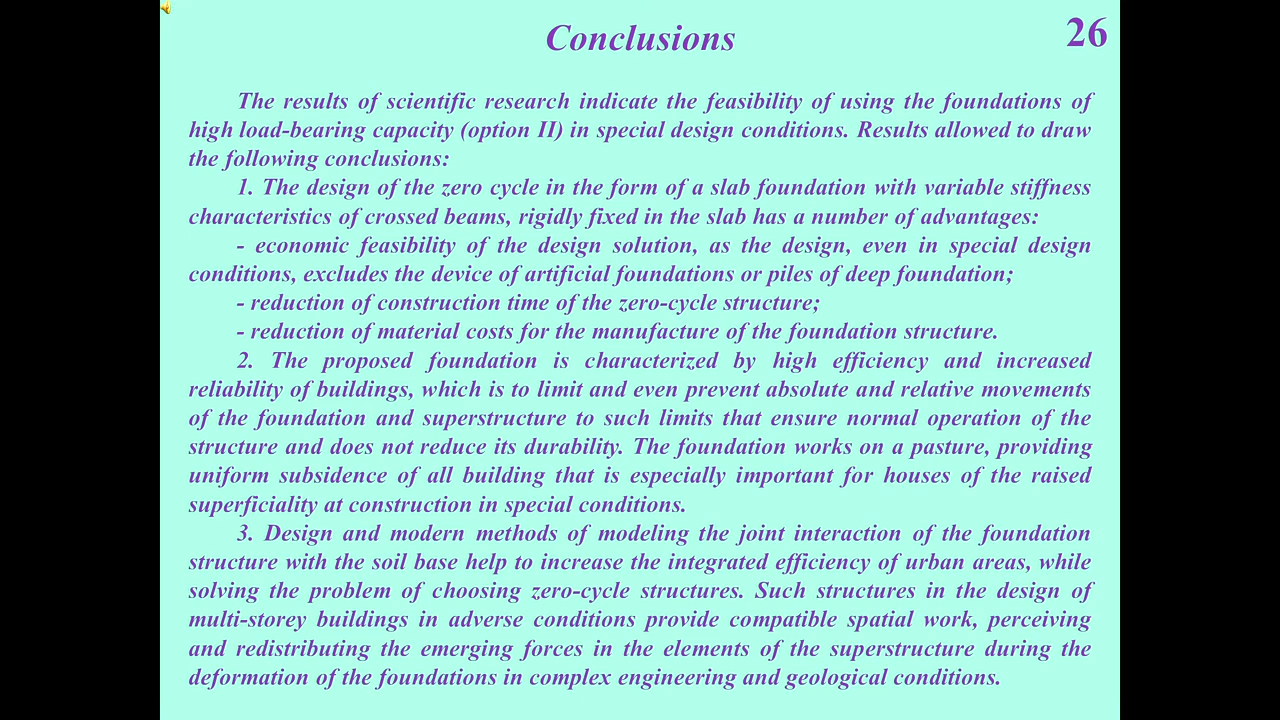 Conclusions
26
The results of scientific research indicate the feasibility of using the foundations of
high load-bearing capacity (option II) in special design conditions. Results allowed to draw
the following conclusions:
1. The design of the zero cycle in the form of a slab foundation with variable stiffness
characteristics of crossed beams, rigidly fixed in the slab has a number of advantages:
- economic feasibility of the design solution, as the design, even in special design
conditions, excludes the device of artificial foundations or piles of deep foundation;
- reduction of construction time of the zero-cycle structure;
- reduction of material costs for the manufacture of the foundation structure.
2. The proposed foundation is characterized by high efficiency and increased
reliability of buildings, which is to limit and even prevent absolute and relative movements
of the foundation and superstructure to such limits that ensure normal operation of the
structure and does not reduce its durability. The foundation works on a pasture, providing
uniform subsidence of all building that is especially important for houses of the raised
superficiality at construction in special conditions.
3. Design and modern methods of modeling the joint interaction of the foundation
structure with the soil base help to increase the integrated efficiency of urban areas, while
solving the problem of choosing zero-cycle structures. Such structures in the design of
multi-storey buildings in adverse conditions provide compatible spatial work, perceiving
and redistributing the emerging forces in the elements of the superstructure during the
deformation of the foundations in complex engineering and geological conditions.